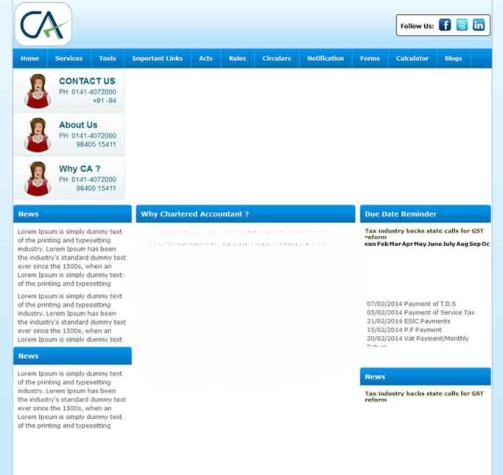 CA
Follow Us:
Home Services Tools Important Links Acts Rules Circulars Notification Forms Calculator Blogs
CONTACT US
PH: 0141-4072000
+91 -94
About Us
PH: 0141-4072000
98405 15411
Why CA ?
PH: 0141-4072000
98405 15411
News
Lorem Ipsum is simply dummy text
of the printing and typesetting
industry. Lorem Ipsum has been
the industry's standard dummy text
ever since the 1500s, when an
Lorem Ipsum is simply dummy text
of the printing and typesetting
Lorem Ipsum is simply dummy text
of the printing and typesetting
industry. Lorem Ipsum has been
the industry's standard dummy text
ever since the 1500s, when an
Lorem Ipsum is simply dummy text
News
Lorem Ipsum is simply dummy text
of the printing and typesetting
industry. Lorem Ipsum has been
the industry's standard dummy text
ever since the 1500s, when an
Lorem Ipsum is simply dummy text
of the printing and typesetting
Why Chartered Accountant ?
Due Date Reminder
Tax industry backs state calls for GST
reform
Feb Mar Apr May June July Aug Sep Oc
07/02/2014 Payment of T.D.S
05/02/2014 Payment of Service Tax
21/02/2014 ESIC Payments
15/02/2014 P.F Payment
20/02/2014 Vat Payment/Monthly
Return
News
Tax industry backs state calls for GST
reform